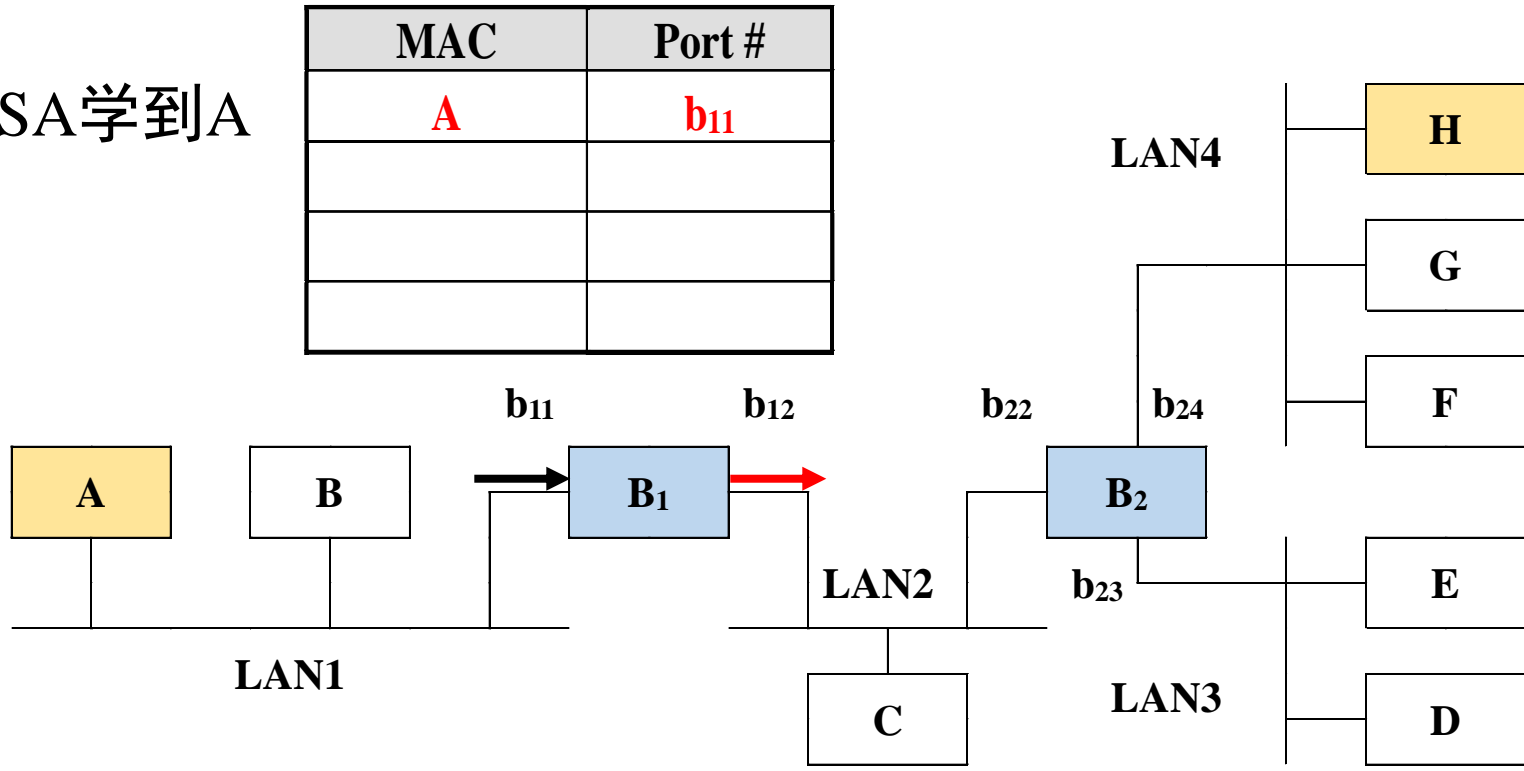 MAC Port #
SA学到A
A b11
H
LAN4
G
b11 b12 b22 b24 F
A B B1 B2
LAN2 b23 E
LAN1 LAN3
C D